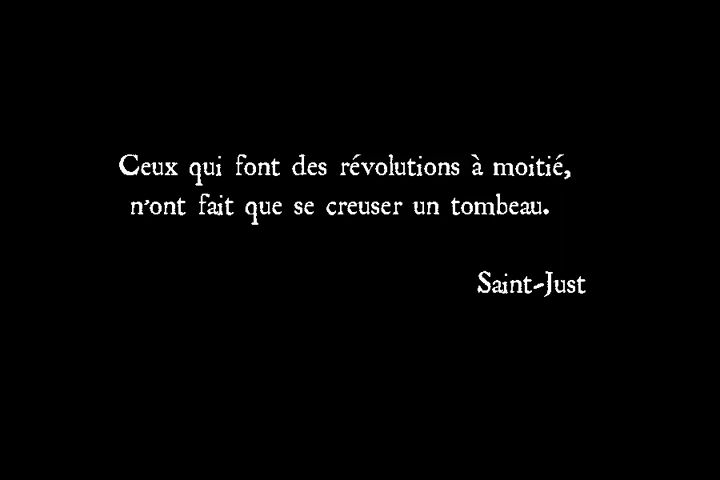 Ceux qui font des révolutions à moitié,
n'ont fait que se creuser un tombeau.
Saint-Just